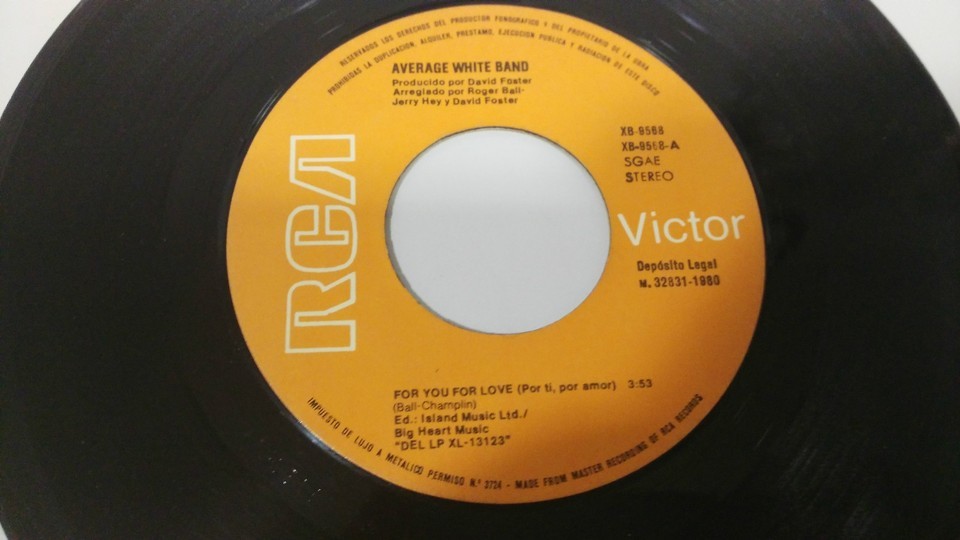 RESERVADOS LOS DERECHOS DEL PRODUCTOR FONOGRAFICO Y DEL PROPIETARIO DE LA OBRA
PROHIBIDAS LA DUPLICACION, ALQUILER, PRESTAMO, EJECUCION PUBLICA Y RADIACION DE ESTE DISCO
AVERAGE WHITE BAND
Producido por David Foster
Arreglado por Roger Ball-
Jerry Hey y David Foster
XB-9568
XB-9568-A
SGAE
STEREO
RCA
Victor
Depósito Legal
M. 32831-1980
FOR YOU FOR LOVE (Por ti, por amor) 3:53
(Ball-Champlin)
Ed.: Island Music Ltd./
Big Heart Music
"DEL LP XL-13123"
IMPUESTO DE LUJO A METALICO PERMISO N.º 3724 - MADE FROM MASTER RECORDING OF RCA RECORDS